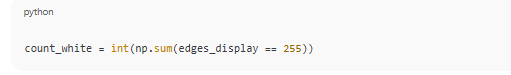 python
count_white = int(np.sum(edges_display == 255))